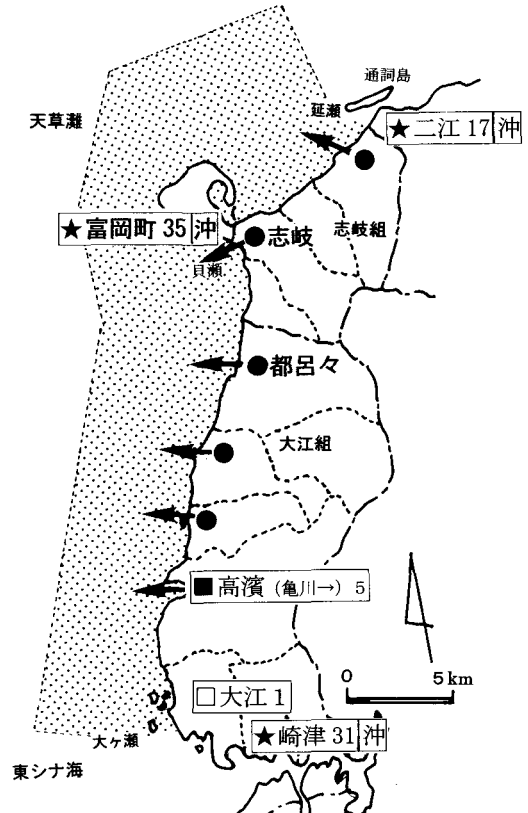 通詞島
延瀬
天草灘
★二江 17 沖
★富岡町 35 沖
志岐
志岐組
貝瀬
都呂々
大江組
■高濱(亀川→)5
0 5km
□大江 1
★崎津 31 沖
大ヶ瀬
東シナ海